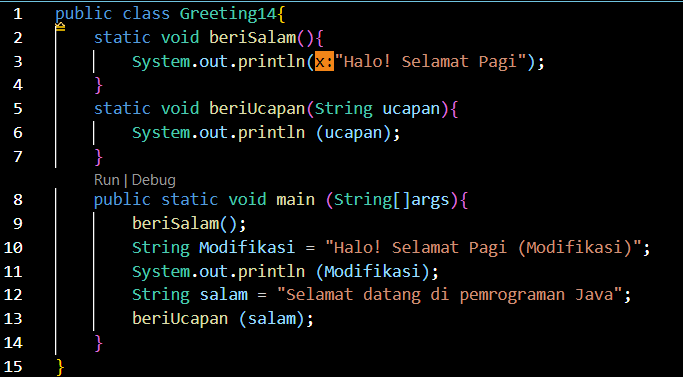 1 public class Greeting14{
2 static void beriSalam(){
3 System.out.println(x:"Halo! Selamat Pagi");
4 }
5 static void beriUcapan(String ucapan){
6 System.out.println (ucapan);
7 }
Run | Debug
8 public static void main (String[]args){
9 beriSalam();
10 String Modifikasi = "Halo! Selamat Pagi (Modifikasi)";
11 System.out.println (Modifikasi);
12 String salam = "Selamat datang di pemrograman Java";
13 beriUcapan (salam);
14 }
15 }